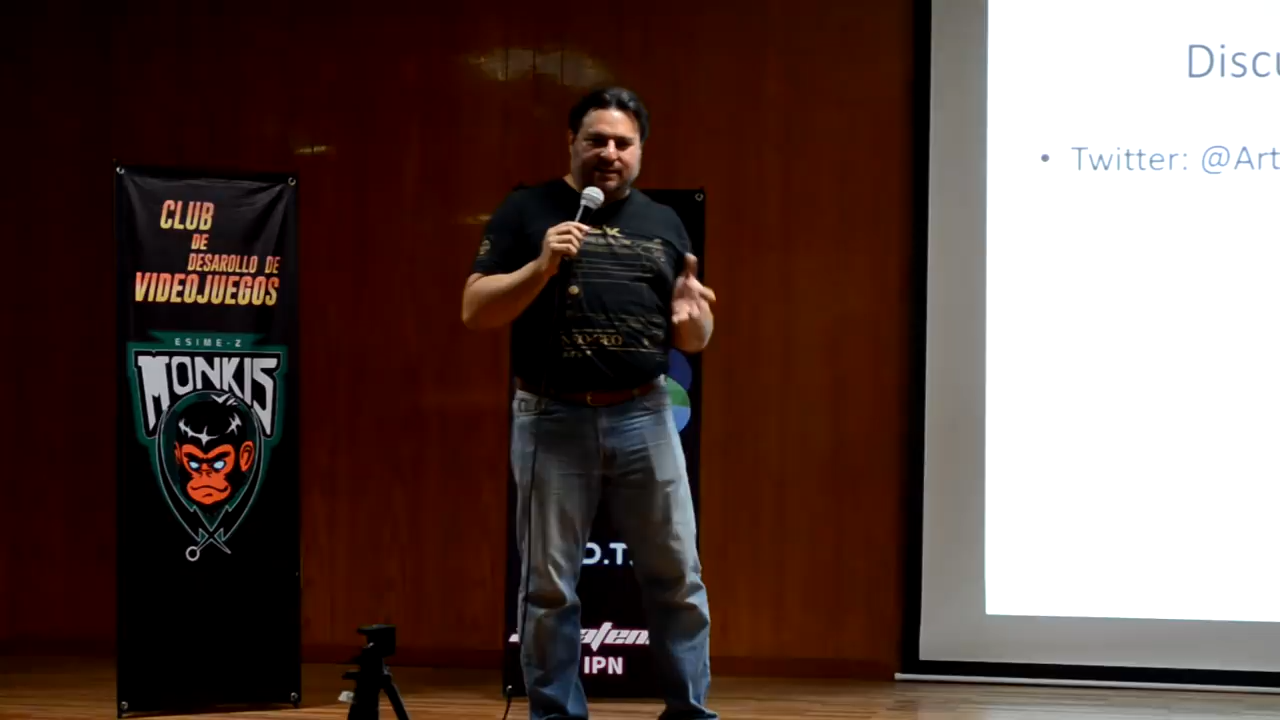 CLUB
DE
DESAROLLO DE
VIDEOJUEGOS
ESIME-Z
MONKIS
O.T.
IPN
Discu
• Twitter: @Art